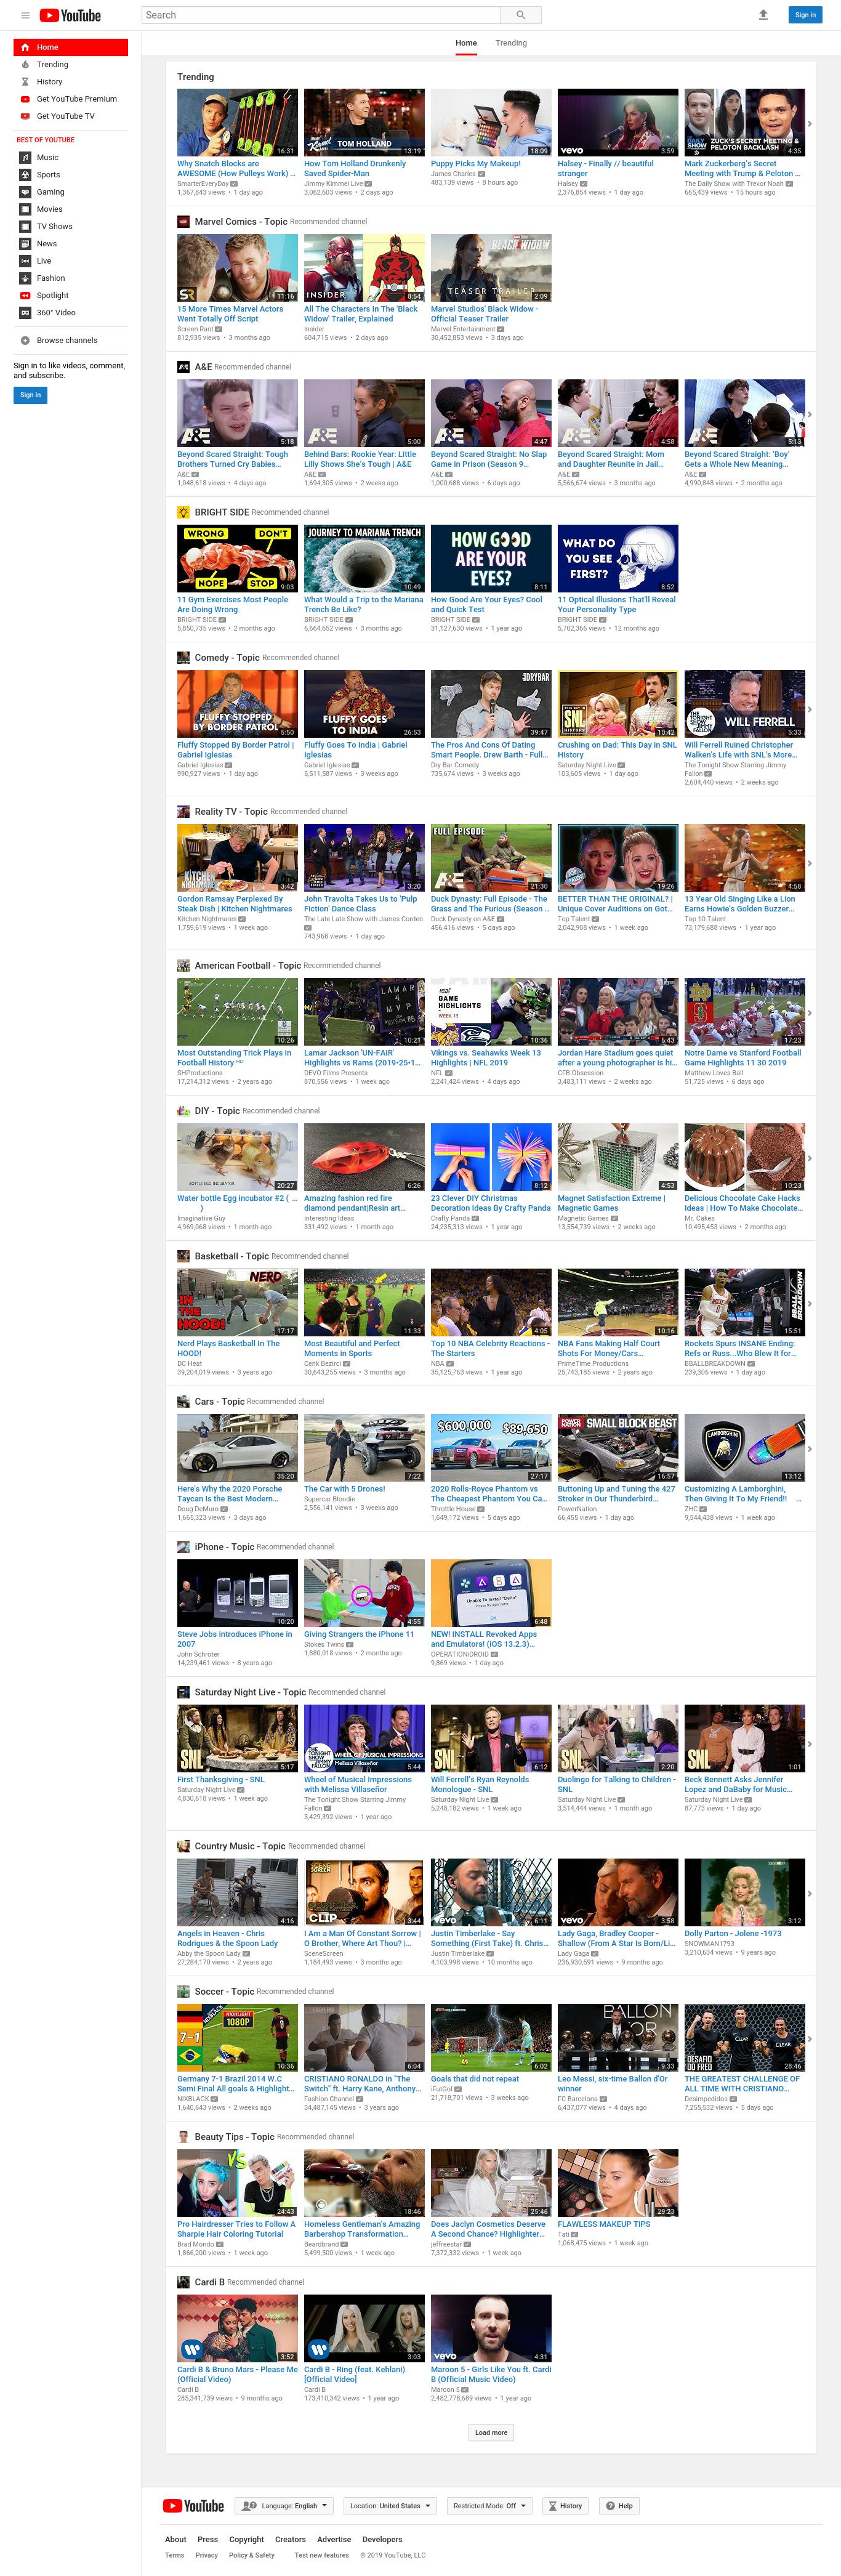 YouTube
Search
Sign in
Home
Trending
History
Get YouTube Premium
Get YouTube TV
BEST OF YOUTUBE
Music
Sports
Gaming
Movies
TV Shows
News
Live
Fashion
Spotlight
360° Video
Browse channels
Sign in to like videos, comment,
and subscribe.
Sign in
Home Trending
Trending
16:31
Jimmy Kimmel Live
TOM HOLLAND
13:19
18:09
vevo
3:59
THE DAILY SHOW
ZUCK'S SECRET MEETING &
PELOTON BACKLASH
4:35
Why Snatch Blocks are
AWESOME (How Pulleys Work) …
SmarterEveryDay
1,367,843 views • 1 day ago
How Tom Holland Drunkenly
Saved Spider-Man
Jimmy Kimmel Live
3,062,603 views • 2 days ago
Puppy Picks My Makeup!
James Charles
483,139 views • 8 hours ago
Halsey - Finally // beautiful
stranger
Halsey
2,376,854 views • 1 day ago
Mark Zuckerberg's Secret
Meeting with Trump & Peloton …
The Daily Show with Trevor Noah
665,439 views • 15 hours ago
Marvel Comics - Topic Recommended channel
SR
11:16
INSIDER
8:54
BLACK WIDOW
TEASER TRAILER
2:09
15 More Times Marvel Actors
Went Totally Off Script
Screen Rant
812,935 views • 3 months ago
All The Characters In The 'Black
Widow' Trailer, Explained
Insider
604,715 views • 2 days ago
Marvel Studios' Black Widow -
Official Teaser Trailer
Marvel Entertainment
30,452,853 views • 3 days ago
A&E Recommended channel
A&E
5:18
A&E
5:00
4:47
A&E
4:58
A&E
5:13
Beyond Scared Straight: Tough
Brothers Turned Cry Babies…
A&E
1,048,618 views • 4 days ago
Behind Bars: Rookie Year: Little
Lilly Shows She's Tough | A&E
A&E
1,694,305 views • 2 weeks ago
Beyond Scared Straight: No Slap
Game in Prison (Season 9…
A&E
1,000,688 views • 6 days ago
Beyond Scared Straight: Mom
and Daughter Reunite in Jail…
A&E
5,566,674 views • 3 months ago
Beyond Scared Straight: 'Boy'
Gets a Whole New Meaning…
A&E
4,990,848 views • 2 months ago
BRIGHT SIDE Recommended channel
WRONG
DON'T
NOPE
STOP
9:03
JOURNEY TO MARIANA TRENCH
10:49
HOW GOOD
ARE YOUR
EYES?
8:11
WHAT DO
YOU SEE
FIRST?
8:52
11 Gym Exercises Most People
Are Doing Wrong
BRIGHT SIDE
5,850,735 views • 2 months ago
What Would a Trip to the Mariana
Trench Be Like?
BRIGHT SIDE
6,664,652 views • 3 months ago
How Good Are Your Eyes? Cool
and Quick Test
BRIGHT SIDE
31,127,630 views • 1 year ago
11 Optical Illusions That'll Reveal
Your Personality Type
BRIGHT SIDE
5,702,366 views • 12 months ago
Comedy - Topic Recommended channel
FLUFFY STOPPED
BY BORDER PATROL
5:50
FLUFFY GOES
TO INDIA
26:53
DRYBAR
39:47
SNL
10:42
THE TONIGHT SHOW
WILL FERRELL
5:33
Fluffy Stopped By Border Patrol |
Gabriel Iglesias
Gabriel Iglesias
990,927 views • 1 day ago
Fluffy Goes To India | Gabriel
Iglesias
Gabriel Iglesias
5,511,587 views • 3 weeks ago
The Pros And Cons Of Dating
Smart People. Drew Barth - Full…
Dry Bar Comedy
735,674 views • 3 weeks ago
Crushing on Dad: This Day in SNL
History
Saturday Night Live
103,605 views • 1 day ago
Will Ferrell Ruined Christopher
Walken's Life with SNL's More…
The Tonight Show Starring Jimmy
Fallon
2,604,440 views • 2 weeks ago
Reality TV - Topic Recommended channel
KITCHEN
NIGHTMARES
3:42
3:20
FULL EPISODE
A&E
21:30
19:26
4:58
Gordon Ramsay Perplexed By
Steak Dish | Kitchen Nightmares
Kitchen Nightmares
1,759,619 views • 1 week ago
John Travolta Takes Us to 'Pulp
Fiction' Dance Class
The Late Late Show with James Corden
743,968 views • 1 day ago
Duck Dynasty: Full Episode - The
Grass and The Furious (Season …
Duck Dynasty on A&E
456,416 views • 5 days ago
BETTER THAN THE ORIGINAL? |
Unique Cover Auditions on Got…
Top Talent
2,042,908 views • 1 week ago
13 Year Old Singing Like a Lion
Earns Howie's Golden Buzzer…
Top 10 Talent
73,179,688 views • 1 year ago
American Football - Topic Recommended channel
10:26
LAMAR
4
MVP
10:21
GAME
HIGHLIGHTS
WEEK 13
10:36
5:43
17:23
Most Outstanding Trick Plays in
Football History ᴴᴰ
SHProductions
17,214,312 views • 2 years ago
Lamar Jackson 'UN-FAIR'
Highlights vs Rams (2019•25•1…
DEVO Films Presents
870,556 views • 1 week ago
Vikings vs. Seahawks Week 13
Highlights | NFL 2019
NFL
2,241,424 views • 4 days ago
Jordan Hare Stadium goes quiet
after a young photographer is hi…
CFB Obsession
3,483,111 views • 2 weeks ago
Notre Dame vs Stanford Football
Game Highlights 11 30 2019
Matthew Loves Ball
51,725 views • 6 days ago
DIY - Topic Recommended channel
BOTTLE EGG INCUBATOR
20:27
6:26
8:12
4:53
10:23
Water bottle Egg incubator #2 ( …
)
Imaginative Guy
4,969,068 views • 1 month ago
Amazing fashion red fire
diamond pendant|Resin art…
Interesting Ideas
331,492 views • 1 month ago
23 Clever DIY Christmas
Decoration Ideas By Crafty Panda
Crafty Panda
24,235,313 views • 1 year ago
Magnet Satisfaction Extreme |
Magnetic Games
Magnetic Games
13,554,739 views • 2 weeks ago
Delicious Chocolate Cake Hacks
Ideas | How To Make Chocolate…
Mr. Cakes
10,495,453 views • 2 months ago
Basketball - Topic Recommended channel
NERD
IN
THE
HOOD!
17:17
11:33
4:05
10:16
BBALL BREAKDOWN
15:51
Nerd Plays Basketball In The
HOOD!
DC Heat
39,204,019 views • 3 years ago
Most Beautiful and Perfect
Moments in Sports
Cenk Bezirci
30,643,255 views • 3 months ago
Top 10 NBA Celebrity Reactions -
The Starters
NBA
35,125,763 views • 1 year ago
NBA Fans Making Half Court
Shots For Money/Cars…
PrimeTime Productions
25,743,185 views • 2 years ago
Rockets Spurs INSANE Ending:
Refs or Russ...Who Blew It for…
BBALLBREAKDOWN
239,306 views • 1 day ago
Cars - Topic Recommended channel
35:20
7:22
$600,000
$89,650
27:17
POWER NATION
SMALL BLOCK BEAST
16:57
LAMBORGHINI
13:12
Here's Why the 2020 Porsche
Taycan Is the Best Modern…
Doug DeMuro
1,665,323 views • 3 days ago
The Car with 5 Drones!
Supercar Blondie
2,556,141 views • 3 weeks ago
2020 Rolls-Royce Phantom vs
The Cheapest Phantom You Ca…
Throttle House
1,649,172 views • 5 days ago
Buttoning Up and Tuning the 427
Stroker in Our Thunderbird…
PowerNation
66,455 views • 1 day ago
Customizing A Lamborghini,
Then Giving It To My Friend!! …
ZHC
9,544,438 views • 1 week ago
iPhone - Topic Recommended channel
10:20
4:55
Unable To Install "Delta"
OK
6:48
Steve Jobs introduces iPhone in
2007
John Schroter
14,239,461 views • 8 years ago
Giving Strangers the iPhone 11
Stokes Twins
1,880,018 views • 2 months ago
NEW! INSTALL Revoked Apps
and Emulators! (iOS 13.2.3)…
OPERATIONiDROID
9,869 views • 1 day ago
Saturday Night Live - Topic Recommended channel
SNL
5:17
THE TONIGHT SHOW
WHEEL OF MUSICAL IMPRESSIONS
Melissa Villaseñor
5:44
SNL
6:12
SNL
2:20
SNL
1:01
First Thanksgiving - SNL
Saturday Night Live
4,830,618 views • 1 week ago
Wheel of Musical Impressions
with Melissa Villaseñor
The Tonight Show Starring Jimmy
Fallon
3,429,392 views • 1 year ago
Will Ferrell's Ryan Reynolds
Monologue - SNL
Saturday Night Live
5,248,182 views • 1 week ago
Duolingo for Talking to Children -
SNL
Saturday Night Live
3,514,444 views • 1 month ago
Beck Bennett Asks Jennifer
Lopez and DaBaby for Music…
Saturday Night Live
87,773 views • 1 day ago
Country Music - Topic Recommended channel
4:16
SCENE
SCREEN
CLIP
3:44
vevo
6:11
vevo
3:58
3:12
Angels in Heaven - Chris
Rodrigues & the Spoon Lady
Abby the Spoon Lady
27,284,170 views • 2 years ago
I Am a Man Of Constant Sorrow |
O Brother, Where Art Thou? |…
SceneScreen
1,184,493 views • 3 months ago
Justin Timberlake - Say
Something (First Take) ft. Chris…
Justin Timberlake
4,103,998 views • 10 months ago
Lady Gaga, Bradley Cooper -
Shallow (From A Star Is Born/Li…
Lady Gaga
236,930,591 views • 9 months ago
Dolly Parton - Jolene -1973
SNOWMAN1793
3,210,634 views • 9 years ago
Soccer - Topic Recommended channel
HIGHLIGHT
1080P
7-1
10:36
6:04
6:02
BALLON
D'OR
9:33
DESAFIO
DO FRED
CLEAR
CLEAR
28:46
Germany 7-1 Brazil 2014 W.C
Semi Final All goals & Highlight…
NIXBLACK
1,640,643 views • 2 weeks ago
CRISTIANO RONALDO in "The
Switch" ft. Harry Kane, Anthony…
Fashion Channel
34,487,145 views • 3 years ago
Goals that did not repeat
iFutGol
21,718,701 views • 3 weeks ago
Leo Messi, six-time Ballon d'Or
winner
FC Barcelona
6,437,077 views • 4 days ago
THE GREATEST CHALLENGE OF
ALL TIME WITH CRISTIANO…
Desimpedidos
7,255,532 views • 5 days ago
Beauty Tips - Topic Recommended channel
VS
24:43
18:46
25:46
29:23
Pro Hairdresser Tries to Follow A
Sharpie Hair Coloring Tutorial
Brad Mondo
1,866,200 views • 1 week ago
Homeless Gentleman's Amazing
Barbershop Transformation…
Beardbrand
5,499,500 views • 1 week ago
Does Jaclyn Cosmetics Deserve
A Second Chance? Highlighter…
jeffreestar
7,372,332 views • 1 week ago
FLAWLESS MAKEUP TIPS
Tati
1,068,475 views • 1 week ago
Cardi B Recommended channel
3:52
3:03
vevo
4:31
Cardi B & Bruno Mars - Please Me
(Official Video)
Cardi B
285,341,739 views • 9 months ago
Cardi B - Ring (feat. Kehlani)
[Official Video]
Cardi B
173,410,342 views • 1 year ago
Maroon 5 - Girls Like You ft. Cardi
B (Official Music Video)
Maroon 5
2,482,778,689 views • 1 year ago
Load more
YouTube
Language: English
Location: United States
Restricted Mode: Off
History
Help
About Press Copyright Creators Advertise Developers
Terms Privacy Policy & Safety Test new features © 2019 YouTube, LLC